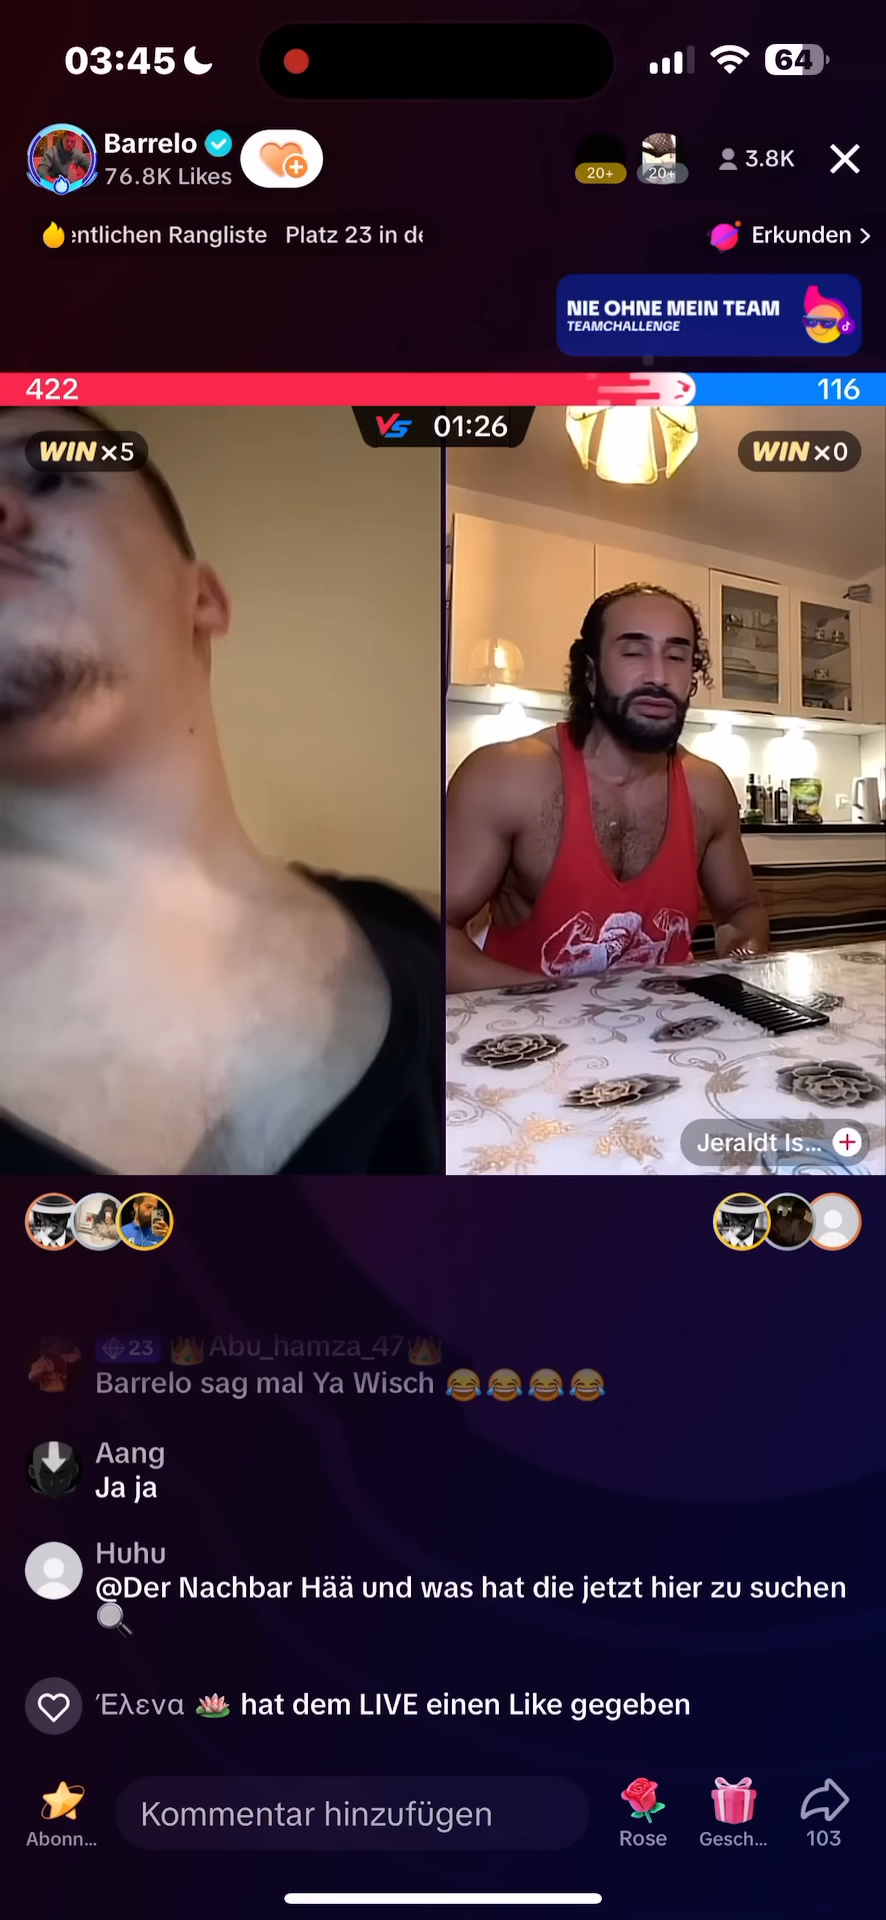 03:45
64
Barrelo
76.8K Likes
20+
20+
3.8K
entlichen Rangliste Platz 23 in de
Erkunden
NIE OHNE MEIN TEAM
TEAMCHALLENGE
422
116
VS 01:26
WIN ×5
WIN ×0
Jeraldt Is...
23 Abu_hamza_47
Barrelo sag mal Ya Wisch 😂😂😂😂
Aang
Ja ja
Huhu
@Der Nachbar Hää und was hat die jetzt hier zu suchen
🔍
Έλενα 🪷 hat dem LIVE einen Like gegeben
Kommentar hinzufügen
Abonn...
Rose
Gesch...
103